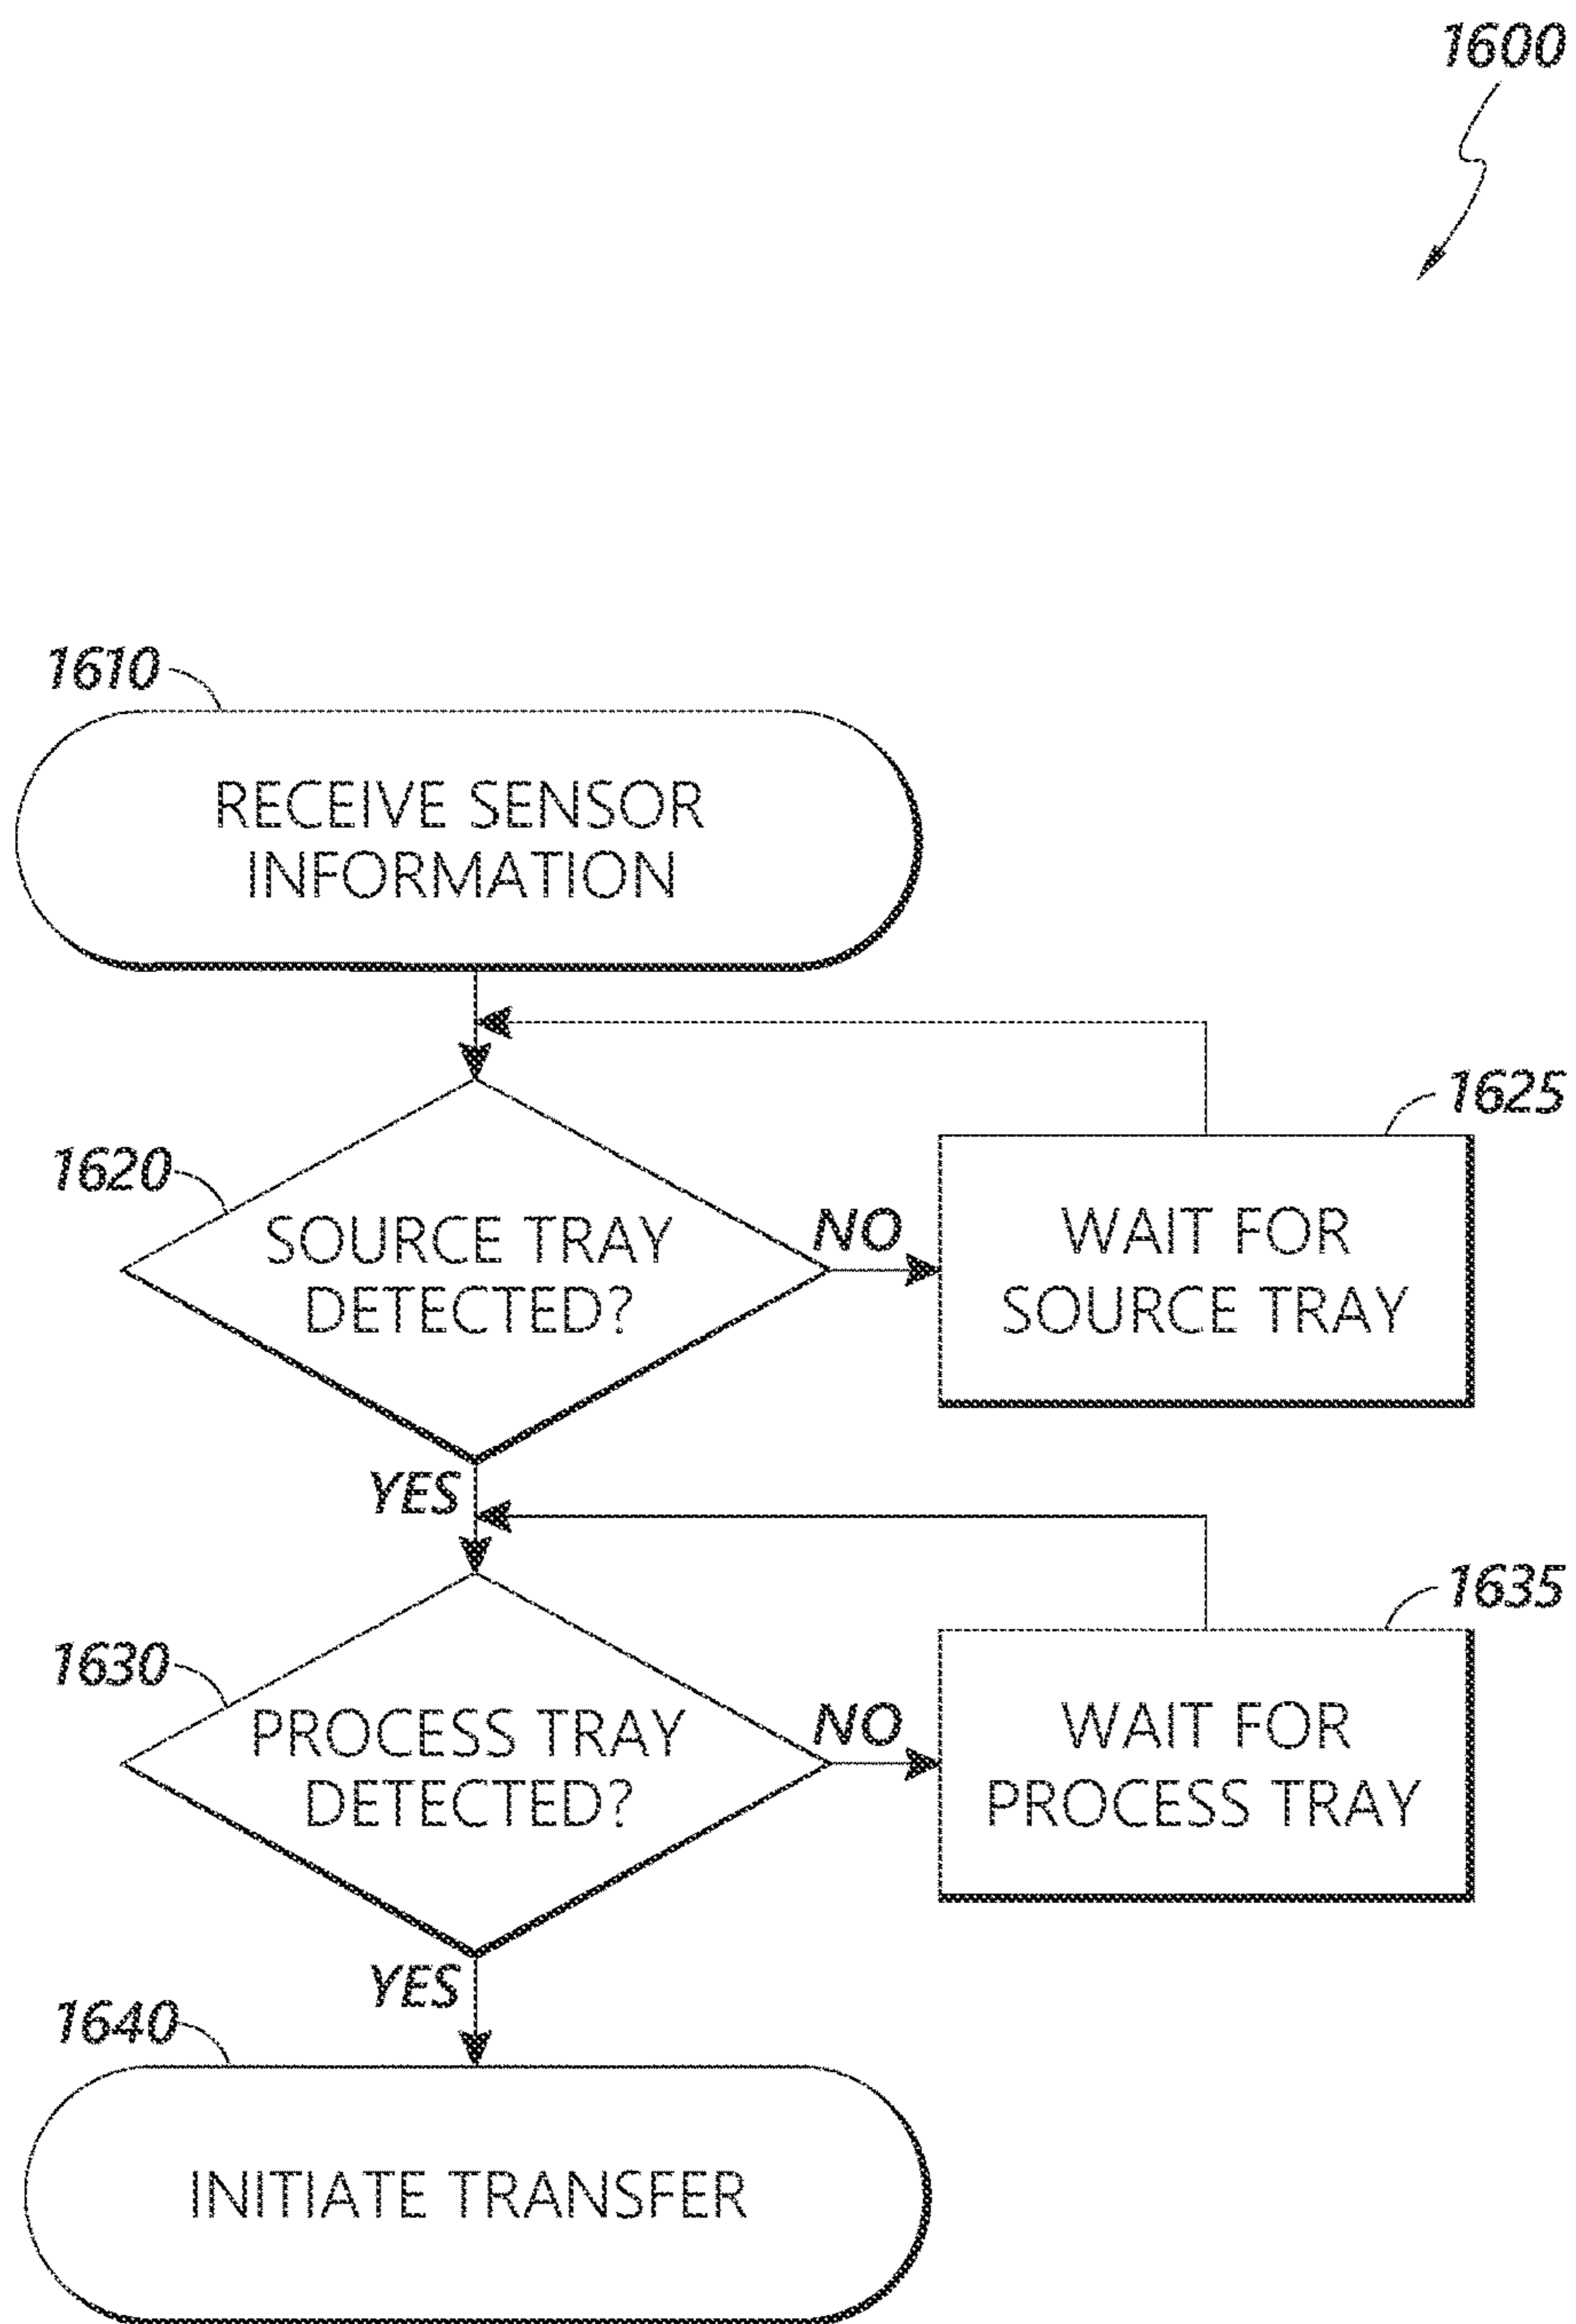 1600
1610
RECEIVE SENSOR
INFORMATION
1620
SOURCE TRAY
DETECTED?
NO
1625
WAIT FOR
SOURCE TRAY
YES
1630
PROCESS TRAY
DETECTED?
NO
1635
WAIT FOR
PROCESS TRAY
YES
1640
INITIATE TRANSFER